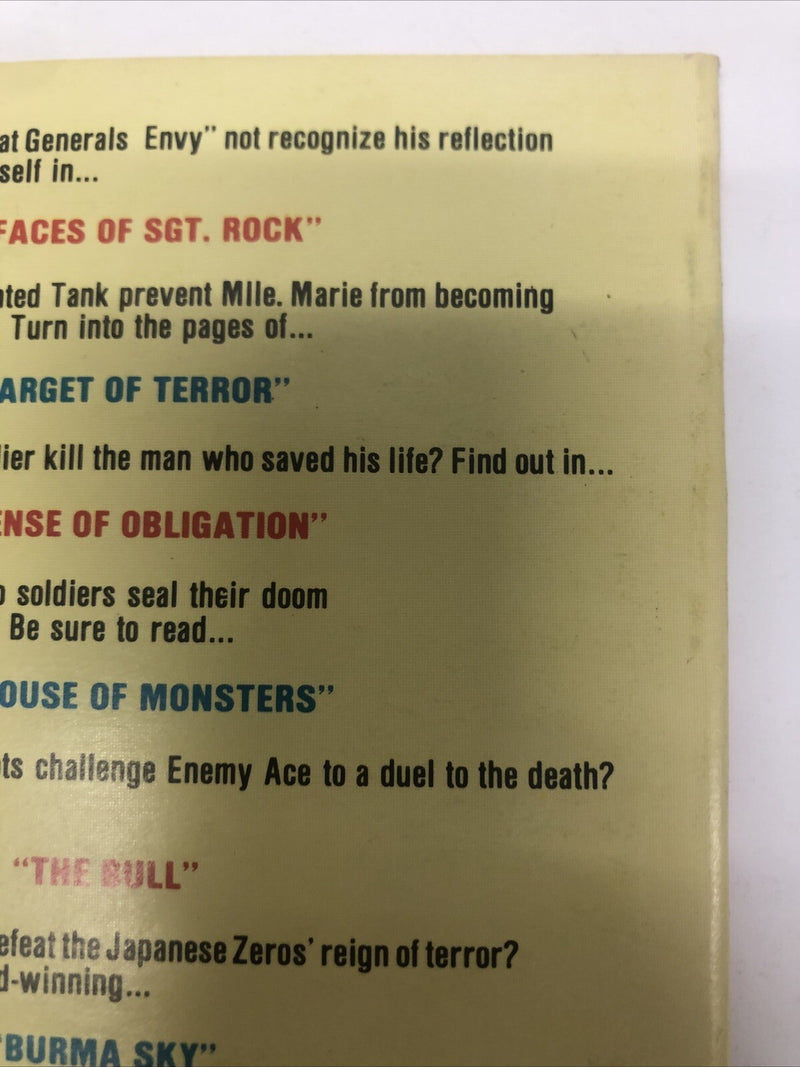 at Generals Envy" not recognize his reflection
self in...
FACES OF SGT. ROCK"
nted Tank prevent Mlle. Marie from becoming
Turn into the pages of...
ARGET OF TERROR"
lier kill the man who saved his life? Find out in...
ENSE OF OBLIGATION"
o soldiers seal their doom
Be sure to read...
OUSE OF MONSTERS"
ts challenge Enemy Ace to a duel to the death?
"THE BULL"
efeat the Japanese Zeros' reign of terror?
d-winning...
"BURMA SKY"